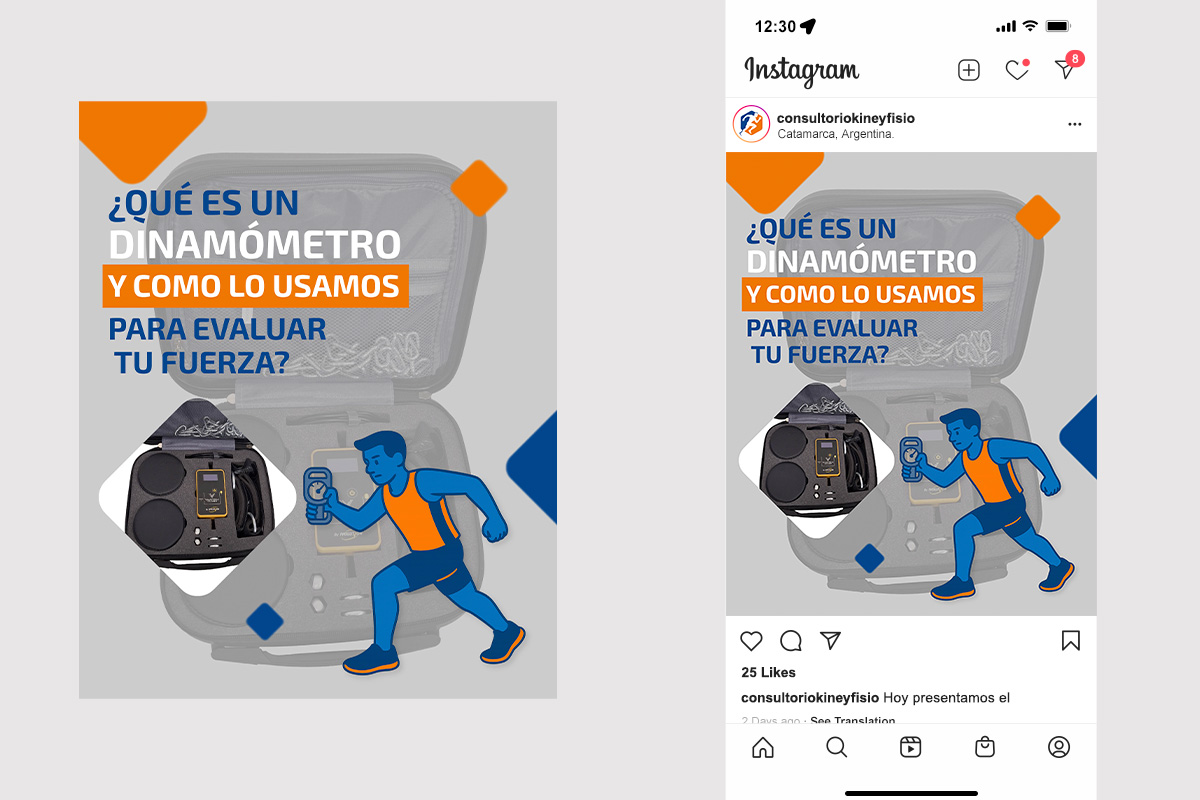 ¿QUÉ ES UN
DINAMÓMETRO
Y COMO LO USAMOS
PARA EVALUAR
TU FUERZA?
12:30
Instagram
8
consultoriokineyfisio
Catamarca, Argentina.
¿QUÉ ES UN
DINAMÓMETRO
Y COMO LO USAMOS
PARA EVALUAR
TU FUERZA?
25 Likes
consultoriokineyfisio Hoy presentamos el
2 Days ago · See Translation